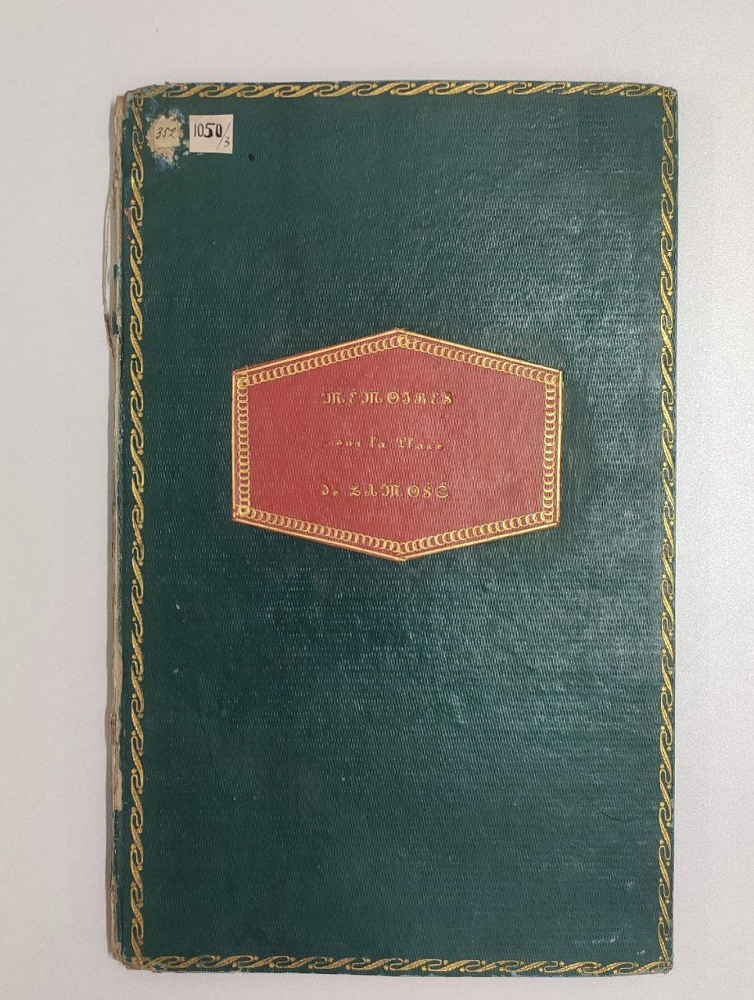 352
1050/3
MÉMOIRES
sur la Place
de ZAMOŚĆ